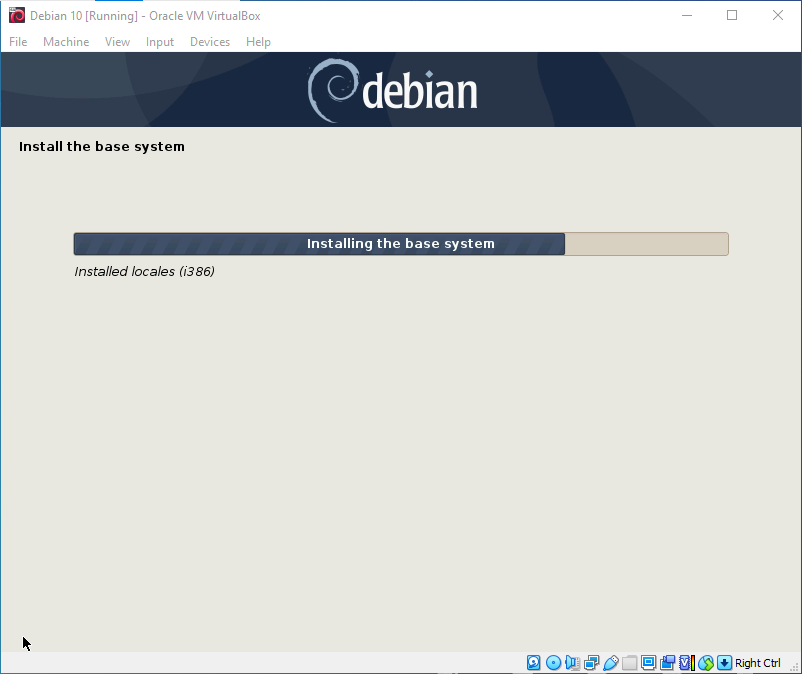 Debian 10 [Running] - Oracle VM VirtualBox
File Machine View Input Devices Help
debian
Install the base system
Installing the base system
Installed locales (i386)
Right Ctrl